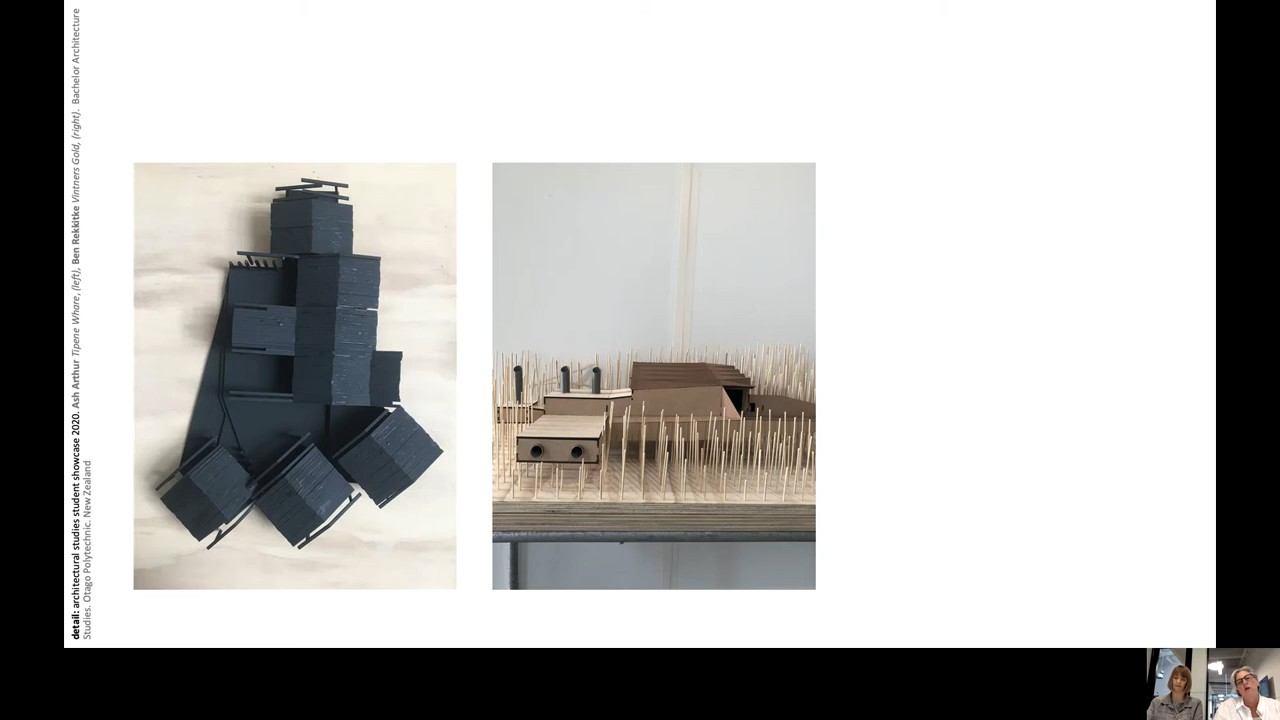 detail: architectural studies student showcase 2020. Ash Arthur Tipene Whare, (left), Ben Rekkitke Vintners Gold, (right). Bachelor Architecture
Studies. Otago Polytechnic. New Zealand